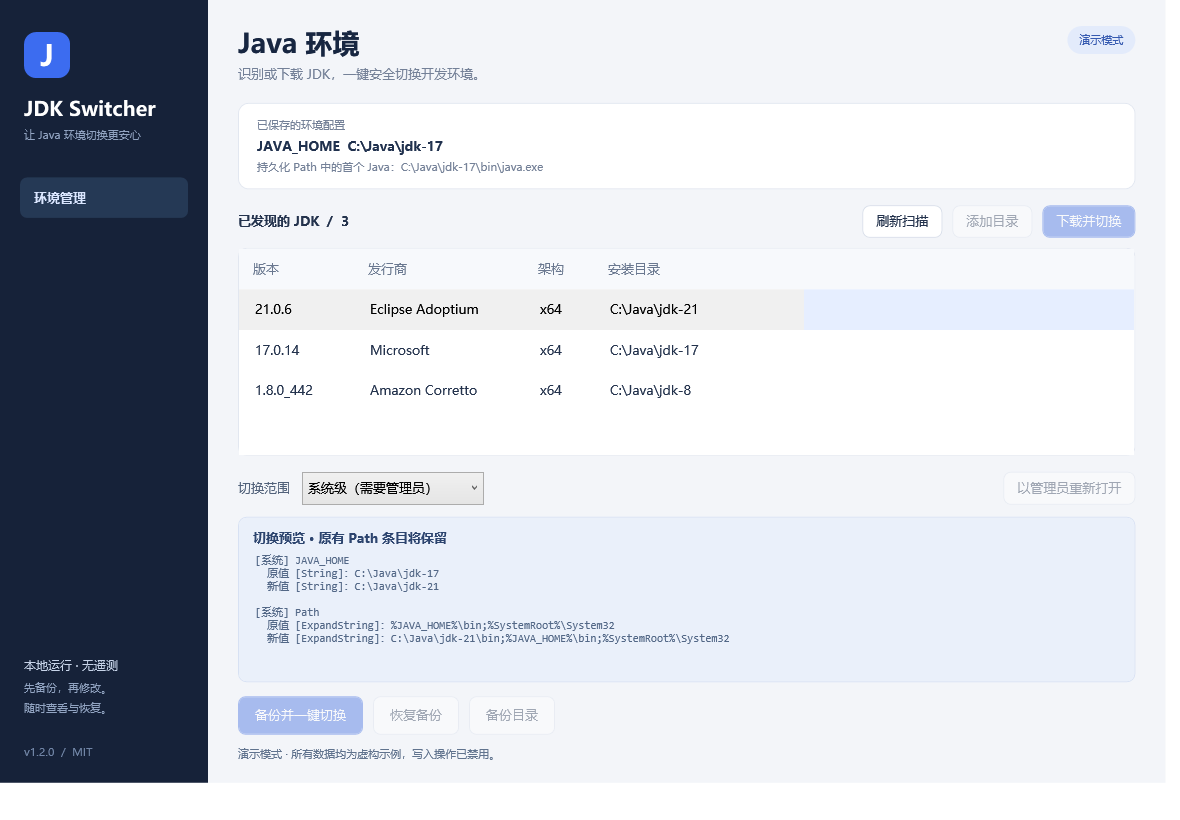 J
JDK Switcher
让 Java 环境切换更安心
环境管理
本地运行 · 无遥测
先备份，再修改。
随时查看与恢复。
v1.2.0 / MIT
Java 环境
演示模式
识别或下载 JDK，一键安全切换开发环境。
已保存的环境配置
JAVA_HOME C:\Java\jdk-17
持久化 Path 中的首个 Java：C:\Java\jdk-17\bin\java.exe
已发现的 JDK / 3
刷新扫描 添加目录 下载并切换
版本 发行商 架构 安装目录
21.0.6 Eclipse Adoptium x64 C:\Java\jdk-21
17.0.14 Microsoft x64 C:\Java\jdk-17
1.8.0_442 Amazon Corretto x64 C:\Java\jdk-8
切换范围 系统级（需要管理员） 以管理员重新打开
切换预览 • 原有 Path 条目将保留
[系统] JAVA_HOME
原值 [String]: C:\Java\jdk-17
新值 [String]: C:\Java\jdk-21
[系统] Path
原值 [ExpandString]: %JAVA_HOME%\bin;%SystemRoot%\System32
新值 [ExpandString]: C:\Java\jdk-21\bin;%JAVA_HOME%\bin;%SystemRoot%\System32
备份并一键切换 恢复备份 备份目录
演示模式 · 所有数据均为虚构示例，写入操作已禁用。